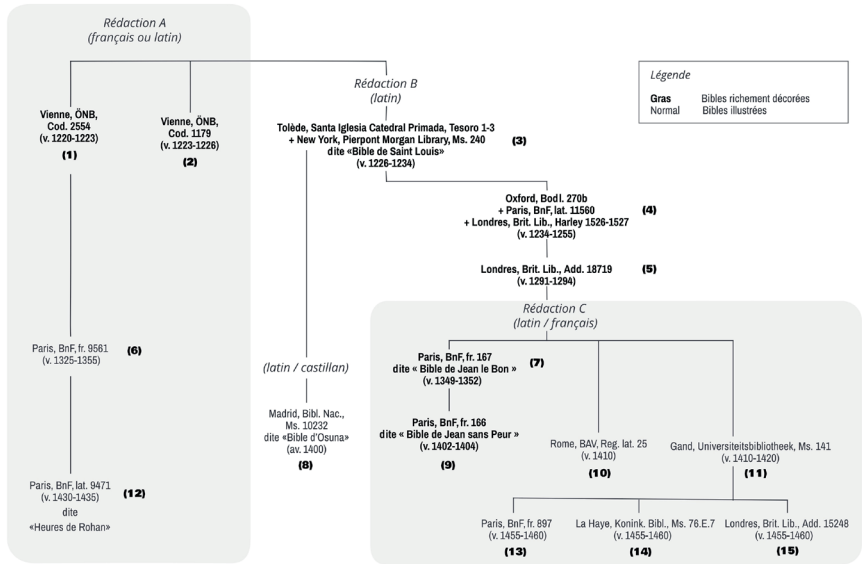 Rédaction A
(français ou latin)
Rédaction B
(latin)
Légende
Gras Bibles richement décorées
Normal Bibles illustrées
Vienne, ÖNB,
Cod. 2554
(v. 1220-1223)
(1)
Vienne, ÖNB,
Cod. 1179
(v. 1223-1226)
(2)
Tolède, Santa Iglesia Catedral Primada, Tesoro 1-3
+ New York, Pierpont Morgan Library, Ms. 240
dite «Bible de Saint Louis»
(v. 1226-1234)
(3)
Oxford, Bodl. 270b
+ Paris, BnF, lat. 11560
+ Londres, Brit. Lib., Harley 1526-1527
(v. 1234-1255)
(4)
Londres, Brit. Lib., Add. 18719
(v. 1291-1294)
(5)
Rédaction C
(latin / français)
Paris, BnF, fr. 9561
(v. 1325-1355)
(6)
(latin / castillan)
Paris, BnF, fr. 167
dite « Bible de Jean le Bon »
(v. 1349-1352)
(7)
Madrid, Bibl. Nac.,
Ms. 10232
dite «Bible d'Osuna»
(av. 1400)
(8)
Paris, BnF, fr. 166
dite « Bible de Jean sans Peur »
(v. 1402-1404)
(9)
Rome, BAV, Reg. lat. 25
(v. 1410)
(10)
Gand, Universiteitsbibliotheek, Ms. 141
(v. 1410-1420)
(11)
Paris, BnF, lat. 9471
(v. 1430-1435)
dite
«Heures de Rohan»
(12)
Paris, BnF, fr. 897
(v. 1455-1460)
(13)
La Haye, Konink. Bibl., Ms. 76.E.7
(v. 1455-1460)
(14)
Londres, Brit. Lib., Add. 15248
(v. 1455-1460)
(15)